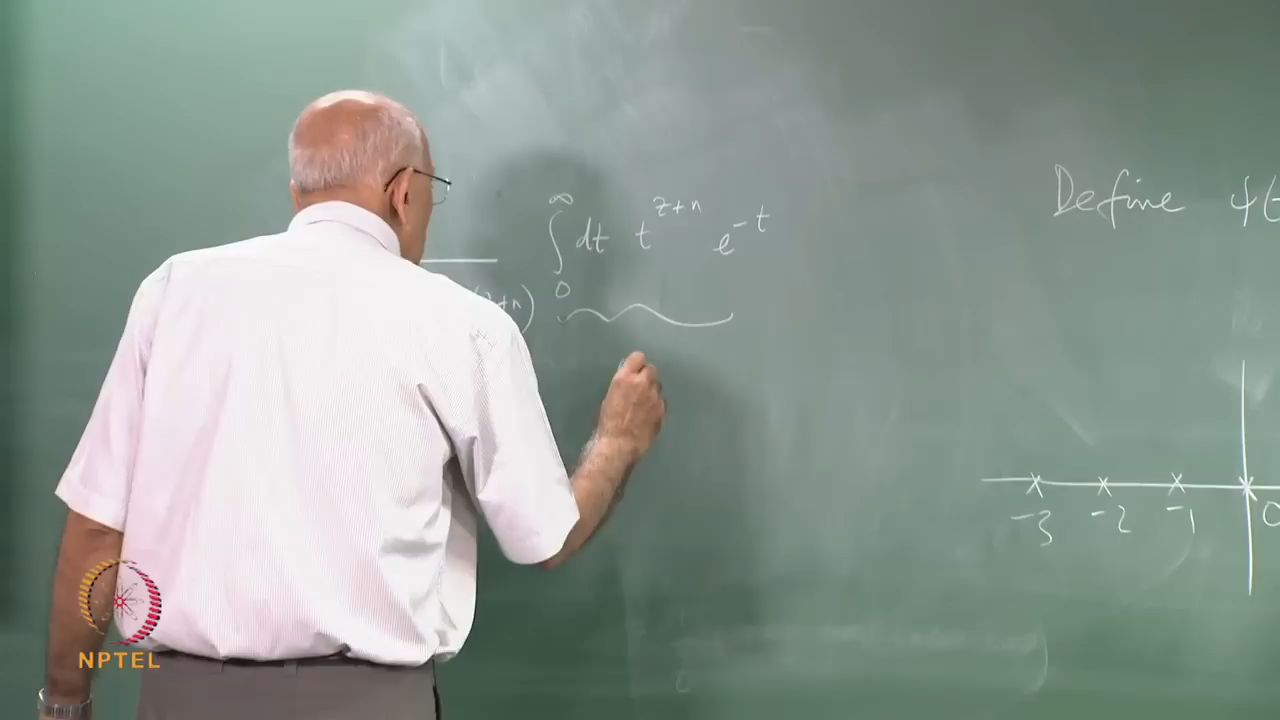 ∫₀^∞ dt t^{z+n} e^{-t}
+n)
Define
-3 -2 -1 0
NPTEL